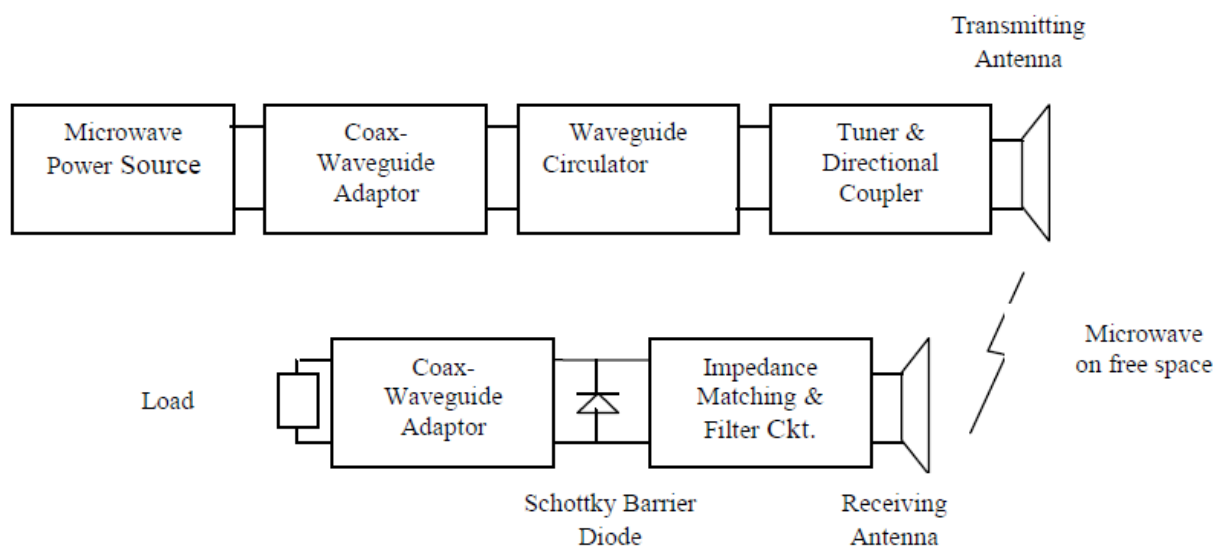 Transmitting
Antenna
Microwave
Power Source
Coax-
Waveguide
Adaptor
Waveguide
Circulator
Tuner &
Directional
Coupler
Microwave
on free space
Load
Coax-
Waveguide
Adaptor
Impedance
Matching &
Filter Ckt.
Schottky Barrier
Diode
Receiving
Antenna